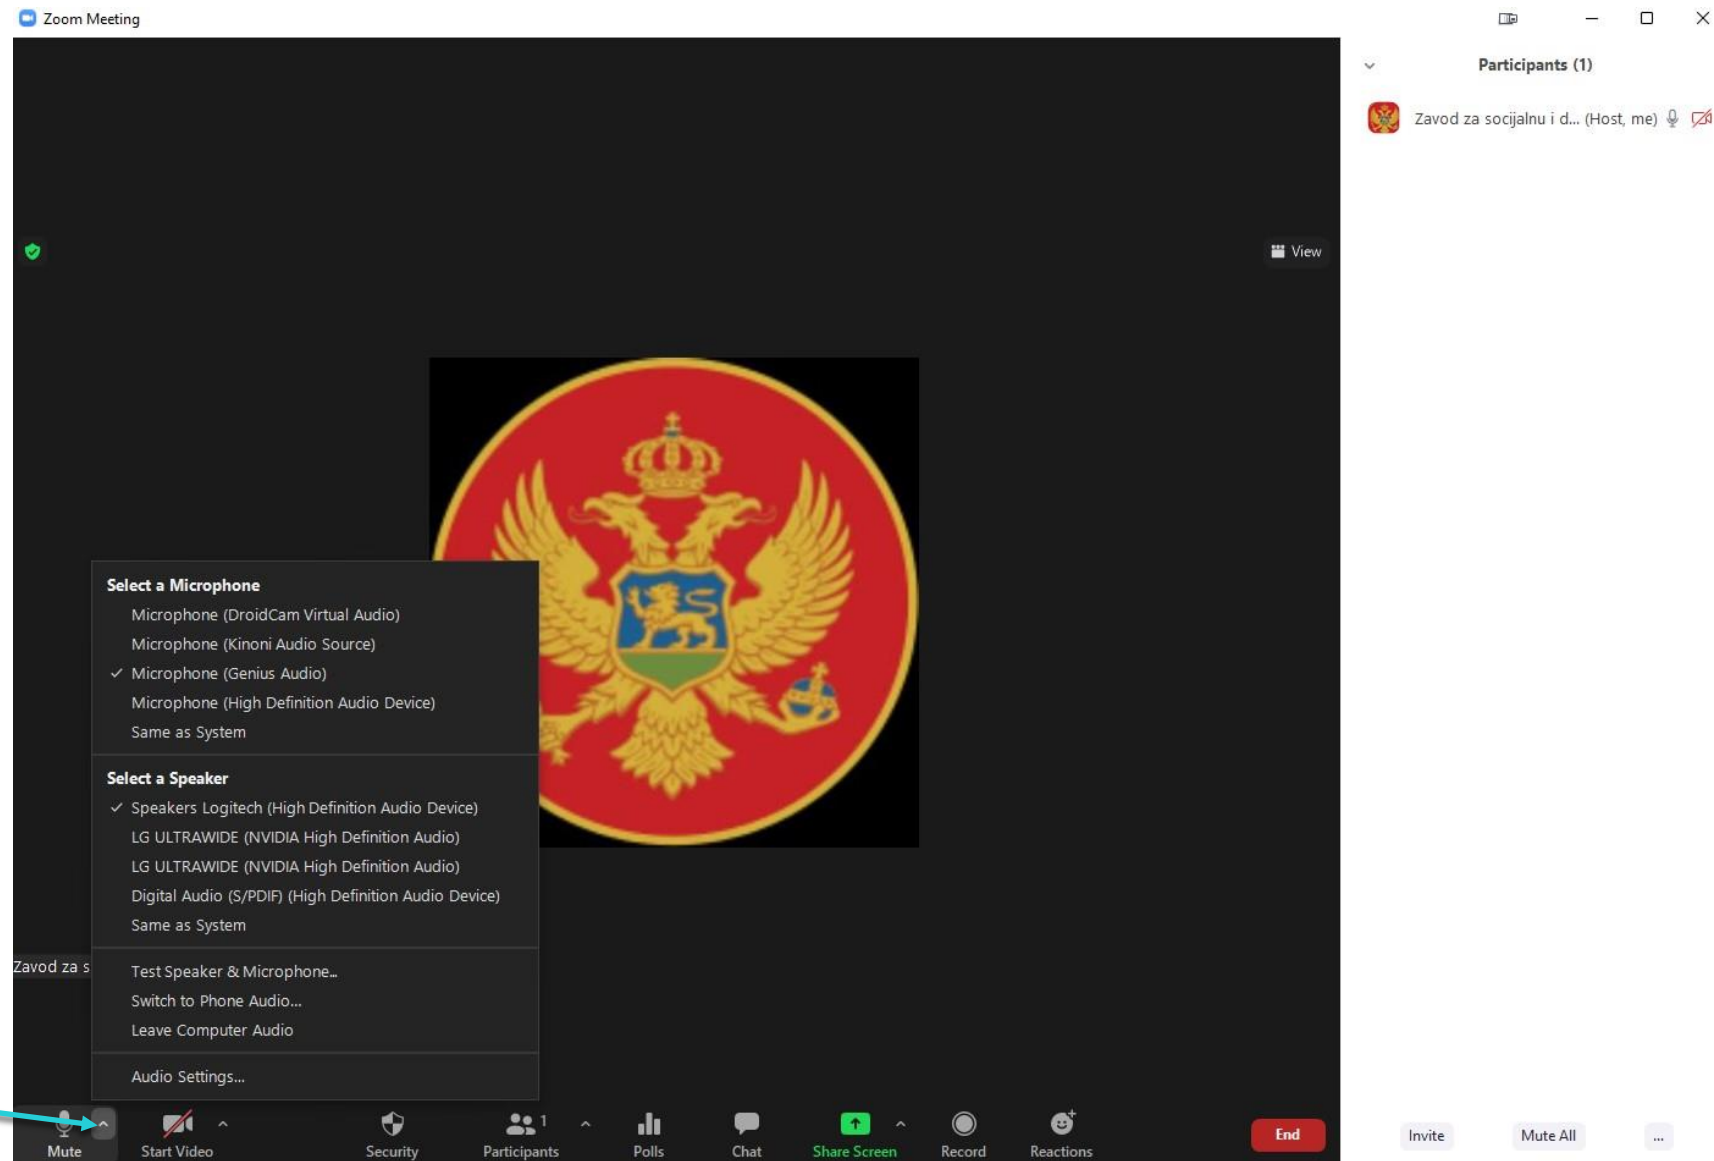 Zoom Meeting
Participants (1)
Zavod za socijalnu i d... (Host, me)
View
Select a Microphone
Microphone (DroidCam Virtual Audio)
Microphone (Kinoni Audio Source)
✓ Microphone (Genius Audio)
Microphone (High Definition Audio Device)
Same as System
Select a Speaker
✓ Speakers Logitech (High Definition Audio Device)
LG ULTRAWIDE (NVIDIA High Definition Audio)
LG ULTRAWIDE (NVIDIA High Definition Audio)
Digital Audio (S/PDIF) (High Definition Audio Device)
Same as System
Zavod za s
Test Speaker & Microphone...
Switch to Phone Audio...
Leave Computer Audio
Audio Settings...
1
Mute Start Video Security Participants Polls Chat Share Screen Record Reactions End
Invite Mute All ...